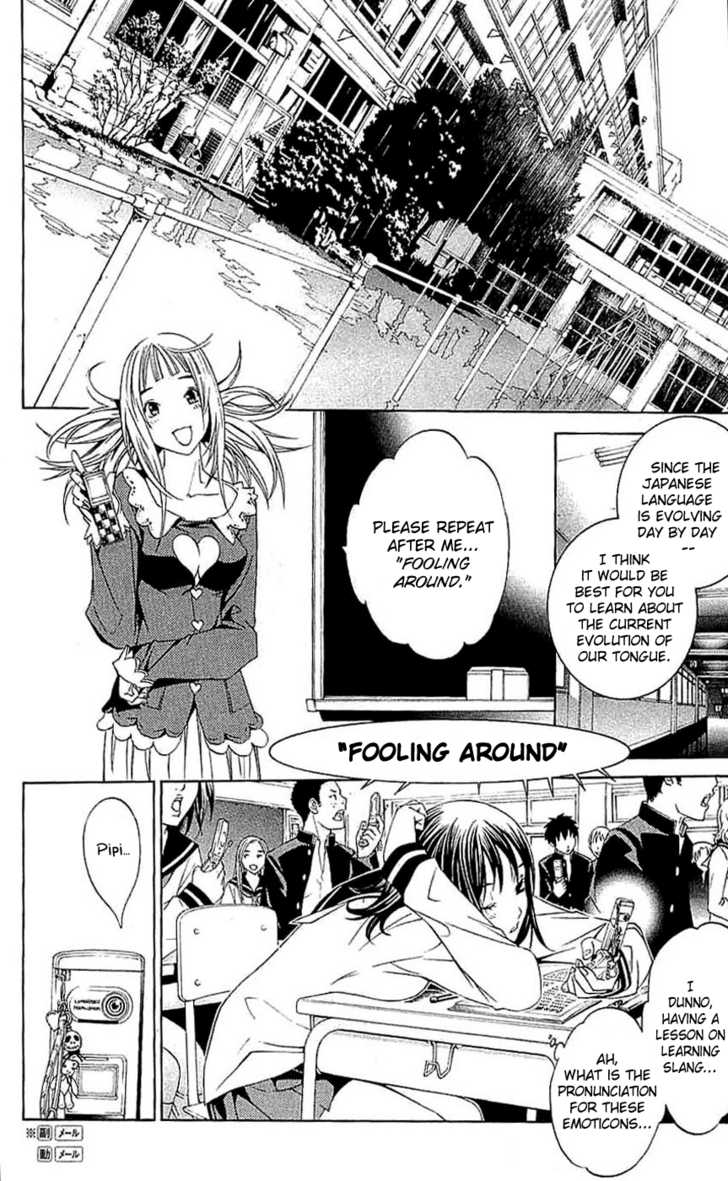 SINCE THE
JAPANESE
LANGUAGE
IS EVOLVING
DAY BY DAY
--
I THINK
IT WOULD BE
BEST FOR YOU
TO LEARN ABOUT
THE CURRENT
EVOLUTION OF
OUR TONGUE.
PLEASE REPEAT
AFTER ME...
"FOOLING
AROUND."
"FOOLING AROUND"
I
DUNNO,
HAVING A
LESSON ON
LEARNING
SLANG...
AH,
WHAT IS THE
PRONUNCIATION
FOR THESE
EMOTICONS...
PiPi...
メール
メール